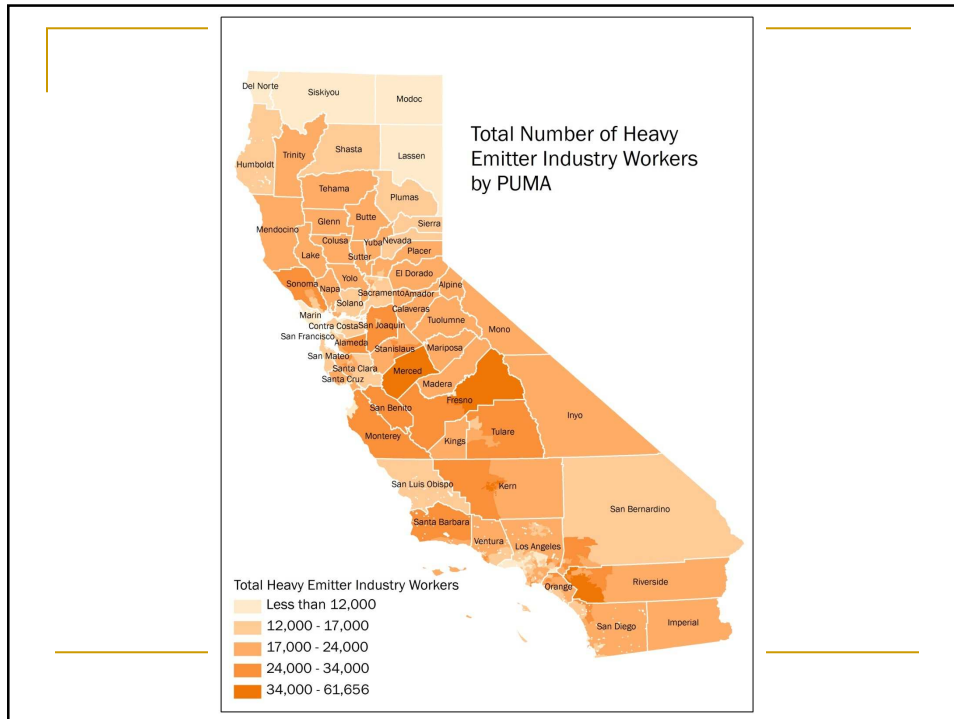 Total Number of Heavy
Emitter Industry Workers
by PUMA
Del Norte
Siskiyou
Modoc
Humboldt
Trinity
Shasta
Lassen
Tehama
Plumas
Mendocino
Glenn
Butte
Sierra
Colusa
Yuba
Nevada
Lake
Sutter
Placer
Sonoma
Napa
Yolo
El Dorado
Sacramento
Amador
Alpine
Solano
Marin
Calaveras
Contra Costa
San Joaquin
Tuolumne
Mono
San Francisco
Alameda
Stanislaus
Mariposa
San Mateo
Santa Clara
Merced
Santa Cruz
Madera
San Benito
Fresno
Inyo
Monterey
Kings
Tulare
San Luis Obispo
Kern
San Bernardino
Santa Barbara
Ventura
Los Angeles
Orange
Riverside
San Diego
Imperial
Total Heavy Emitter Industry Workers
Less than 12,000
12,000 - 17,000
17,000 - 24,000
24,000 - 34,000
34,000 - 61,656